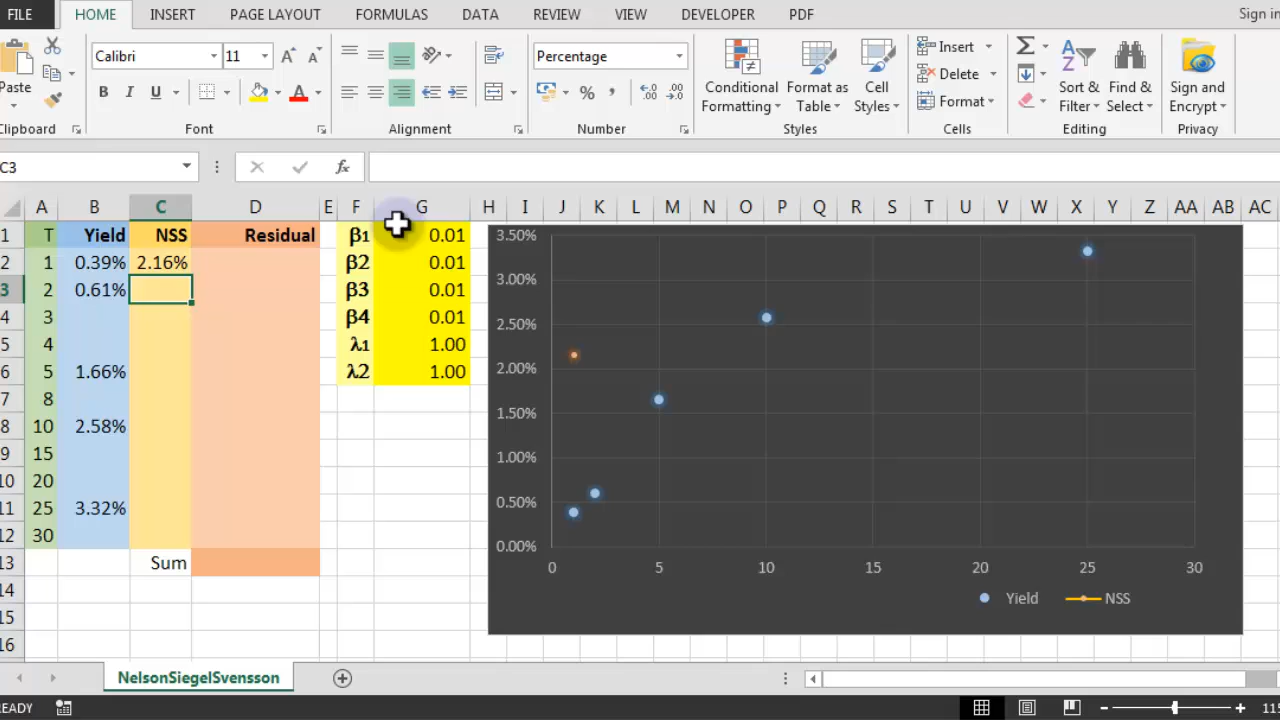 FILE HOME INSERT PAGE LAYOUT FORMULAS DATA REVIEW VIEW DEVELOPER PDF Sign in
Calibri 11 Percentage
Paste B I U A % , Conditional Formatting Format as Table Cell Styles Insert Delete Format Sort & Filter Find & Select Sign and Encrypt
Clipboard Font Alignment Number Styles Cells Editing Privacy
C3 fx
A B C D E F G H I J K L M N O P Q R S T U V W X Y Z AA AB AC
1 T Yield NSS Residual β1 0.01
2 1 0.39% 2.16% β2 0.01
3 2 0.61% β3 0.01
4 3 β4 0.01
5 4 λ1 1.00
6 5 1.66% λ2 1.00
7 8
8 10 2.58%
9 15
10 20
11 25 3.32%
12 30
13 Sum
14
15
16
3.50%
3.00%
2.50%
2.00%
1.50%
1.00%
0.50%
0.00%
0 5 10 15 20 25 30
Yield NSS
NelsonSiegelSvensson
READY